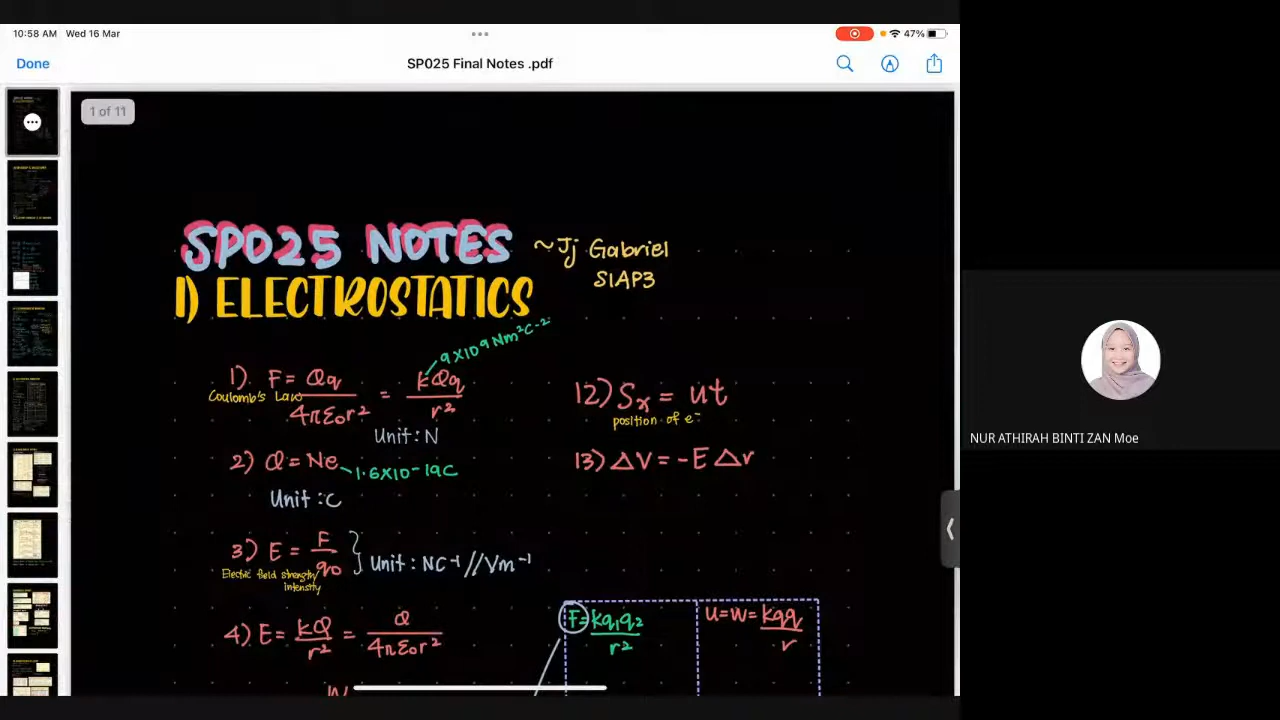 10:58 AM Wed 16 Mar
47%
Done
SP025 Final Notes .pdf
1 of 11
SP025 NOTES
~Jj Gabriel
S1AP3
1) ELECTROSTATICS
9X10 9 Nm²C-2
1). F = Qq / 4πε0r² = kQq / r²
Coulomb's Law
Unit : N
2) Q = Ne
1.6X10-19C
Unit : C
3) E = F / q0
Electric field strength/
intensity
Unit : NC-1 // Vm-1
4) E = kQ / r² = Q / 4πε0r²
W
12) Sx = ut
position of e-
13) ΔV = -E Δr
F = kq1q2 / r²
U = W = kqq / r
NUR ATHIRAH BINTI ZAN Moe